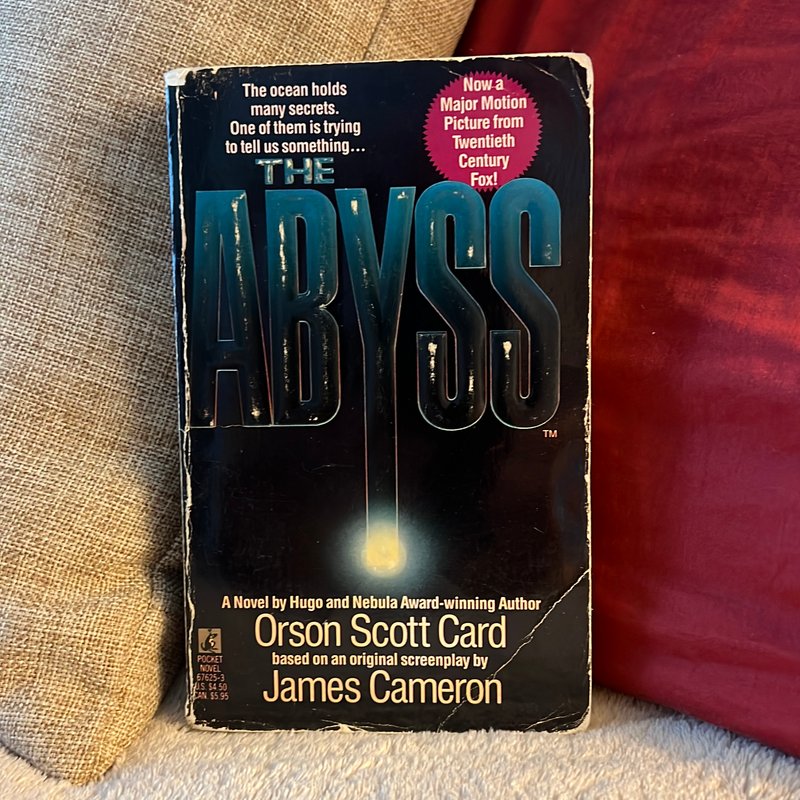 The ocean holds
many secrets.
One of them is trying
to tell us something...
Now a
Major Motion
Picture from
Twentieth
Century
Fox!
THE
ABYSS
TM
A Novel by Hugo and Nebula Award-winning Author
Orson Scott Card
based on an original screenplay by
James Cameron
POCKET
NOVEL
67625-3
U.S. $4.50
CAN. $5.95